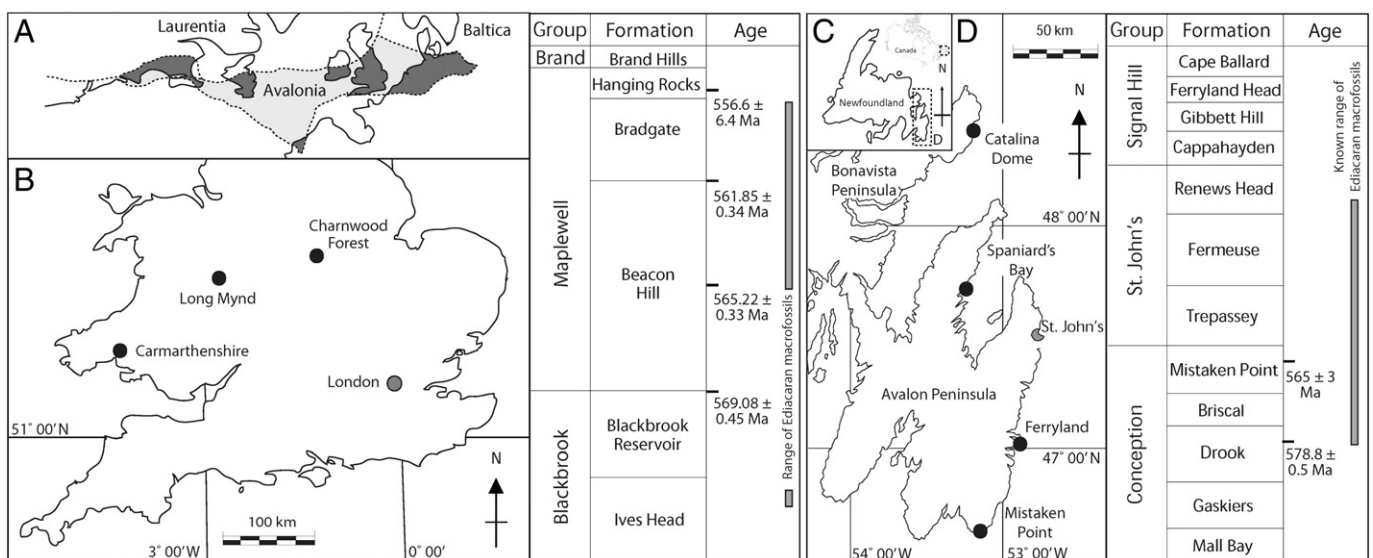 A
Laurentia
Baltica
Avalonia
B
Charnwood
Forest
Long Mynd
Carmarthenshire
London
51° 00′ N
N
100 km
3° 00′W
0° 00′
Group
Formation
Age
Brand
Brand Hills
Hanging Rocks
556.6 ±
6.4 Ma
Bradgate
561.85 ±
0.34 Ma
Maplewell
Beacon
Hill
565.22 ±
0.33 Ma
569.08 ±
0.45 Ma
Blackbrook
Blackbrook
Reservoir
Ives Head
Range of Ediacaran macrofossils
C
Canada
N
Newfoundland
D
D
50 km
N
Catalina
Dome
Bonavista
Peninsula
48° 00′ N
Spaniard's
Bay
St. John's
Avalon Peninsula
Ferryland
47° 00′N
Mistaken
Point
54° 00′W
53° 00′W
Group
Formation
Age
Signal Hill
Cape Ballard
Ferryland Head
Gibbett Hill
Cappahayden
St. John's
Renews Head
Fermeuse
Trepassey
Conception
Mistaken Point
565 ± 3
Ma
Briscal
Drook
578.8 ±
0.5 Ma
Gaskiers
Mall Bay
Known range of
Ediacaran macrofossils